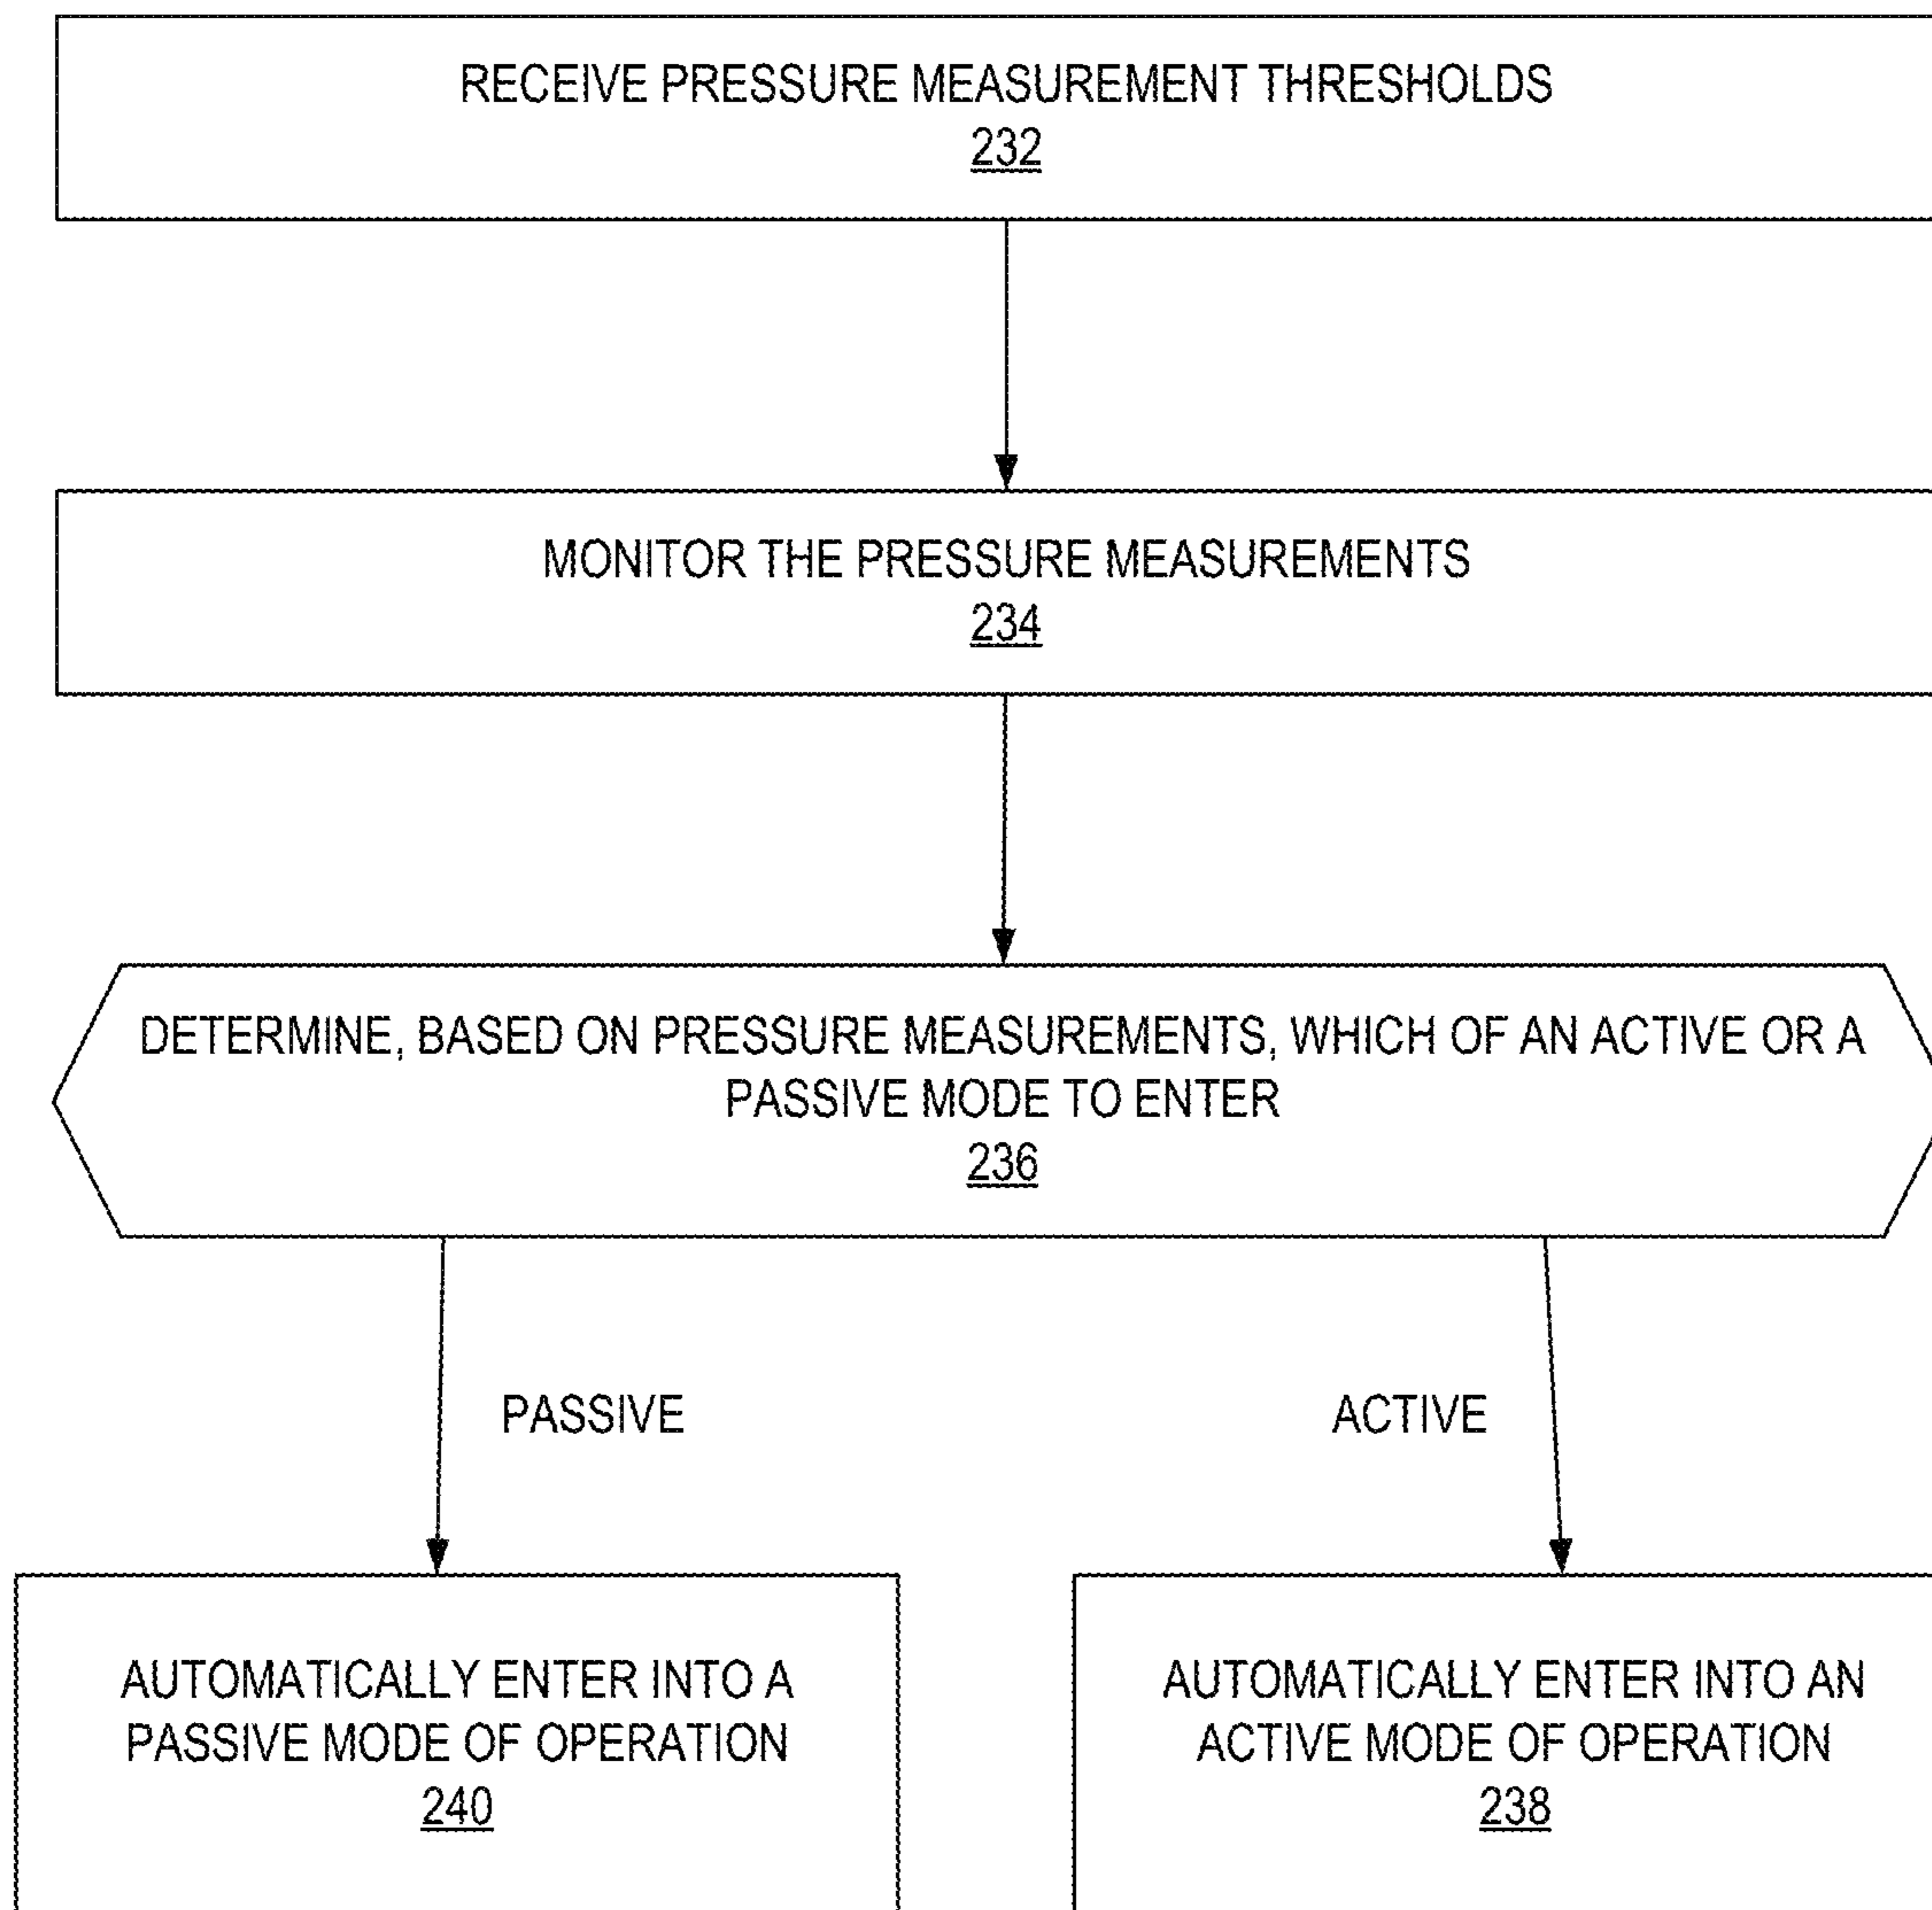 RECEIVE PRESSURE MEASUREMENT THRESHOLDS
232
MONITOR THE PRESSURE MEASUREMENTS
234
DETERMINE, BASED ON PRESSURE MEASUREMENTS, WHICH OF AN ACTIVE OR A
PASSIVE MODE TO ENTER
236
PASSIVE
ACTIVE
AUTOMATICALLY ENTER INTO A
PASSIVE MODE OF OPERATION
240
AUTOMATICALLY ENTER INTO AN
ACTIVE MODE OF OPERATION
238